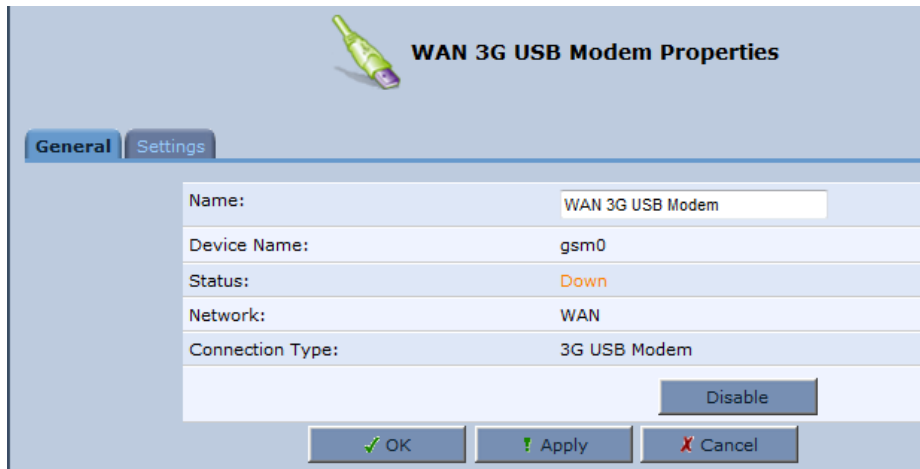 WAN 3G USB Modem Properties
General Settings
Name: WAN 3G USB Modem
Device Name: gsm0
Status: Down
Network: WAN
Connection Type: 3G USB Modem
Disable
OK Apply Cancel